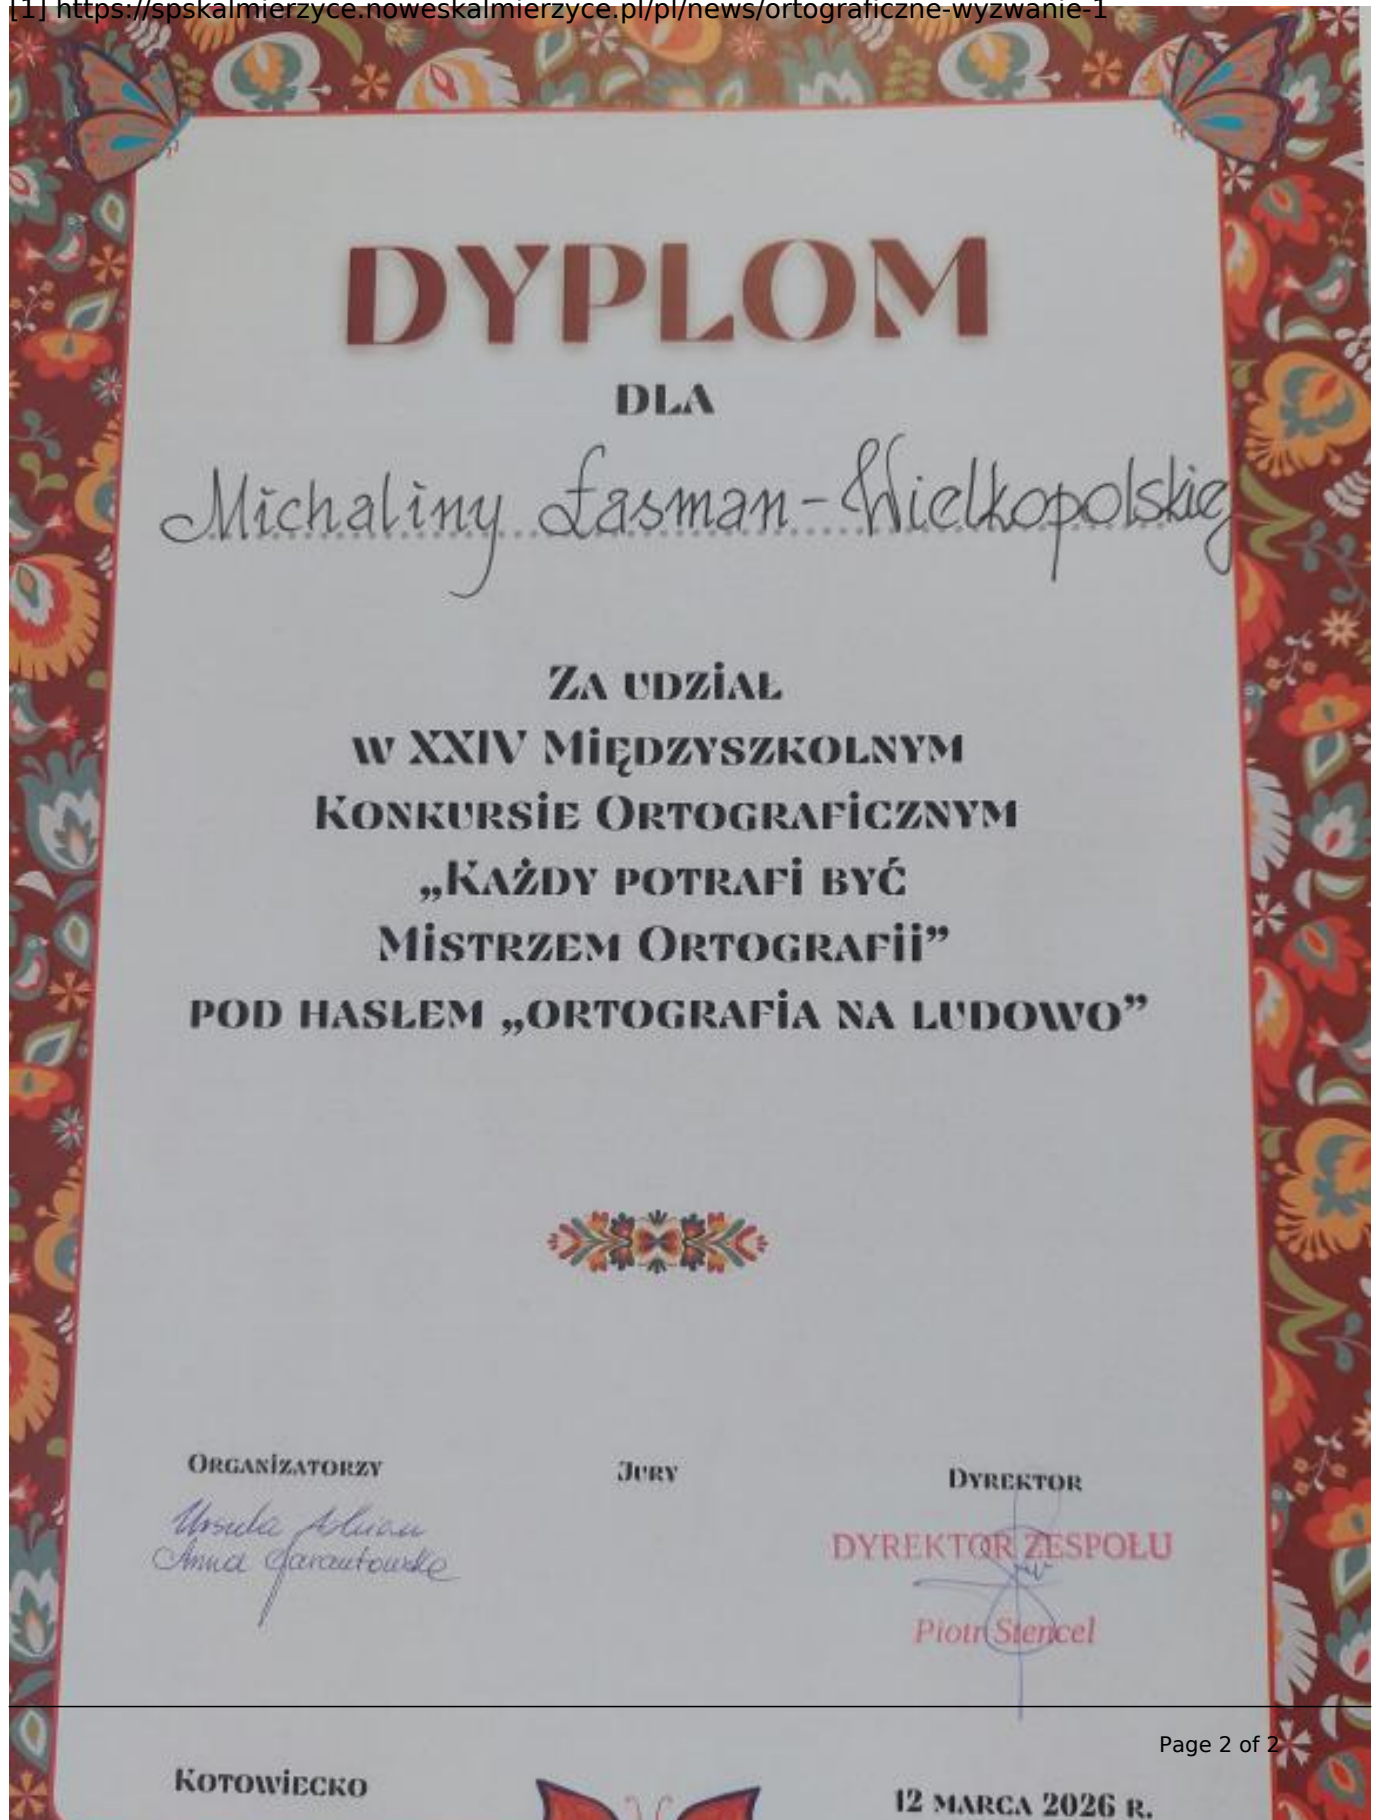 [1] https://spskalmierzyce.noweskalmierzyce.pl/pl/news/ortograficzne-wyzwanie-1
DYPLOM
DLA
Michaliny Łasman-Wielkopolskiej
Za udział
w XXIV Międzyszkolnym
Konkursie Ortograficznym
„Każdy potrafi być
Mistrzem Ortografii”
pod hasłem „ortografia na ludowo”
Organizatorzy
Jury
Dyrektor
Urszula
Anna
DYREKTOR ZESPOŁU
Piotr Stencel
Page 2 of 2
Kotowiecko
12 marca 2026 r.